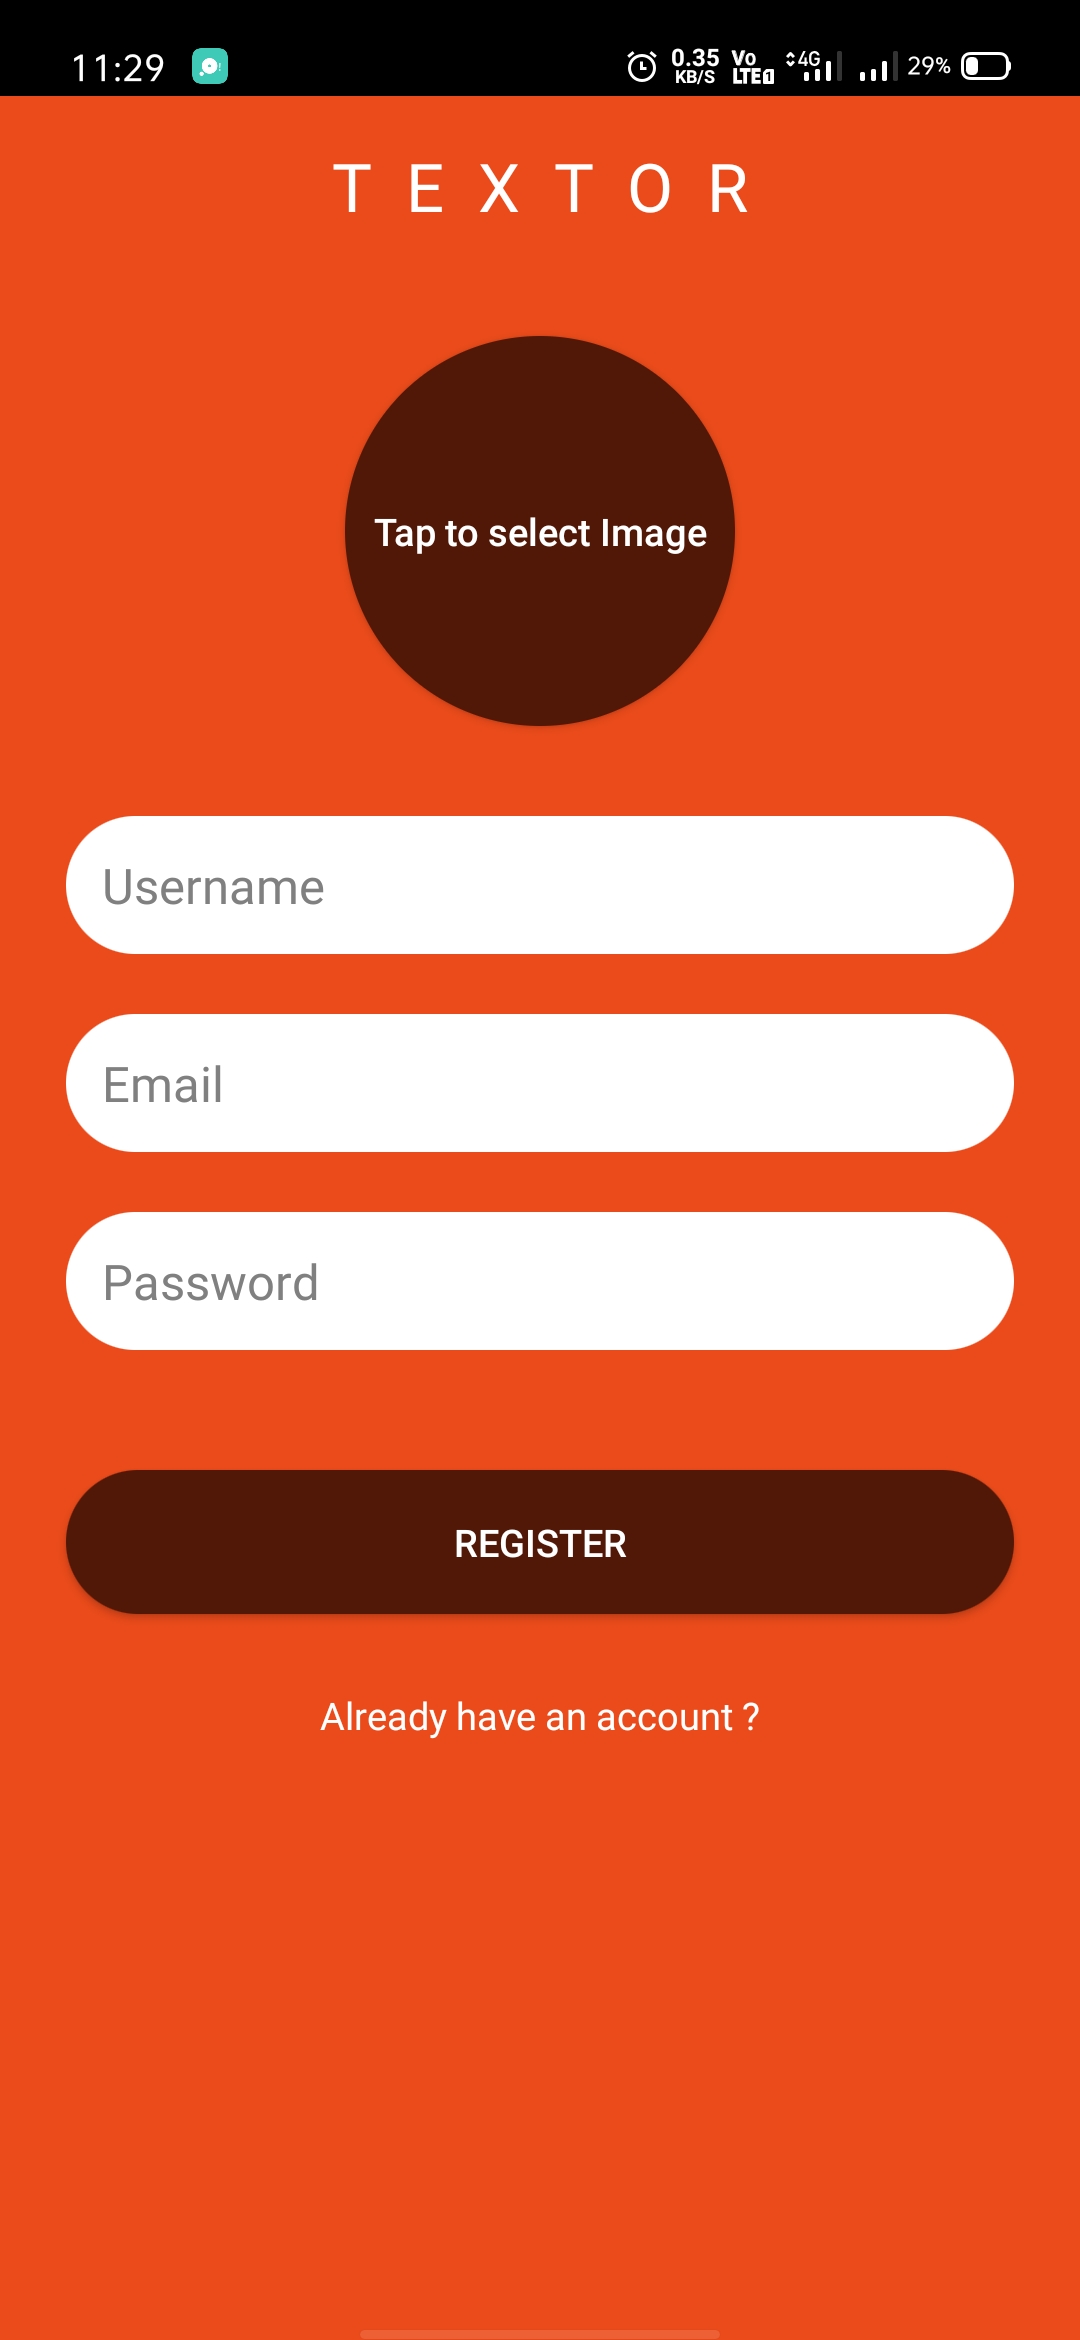 11:29 0.35 KB/S Vo LTE 1 4G 29%
T E X T O R
Tap to select Image
Username
Email
Password
REGISTER
Already have an account ?